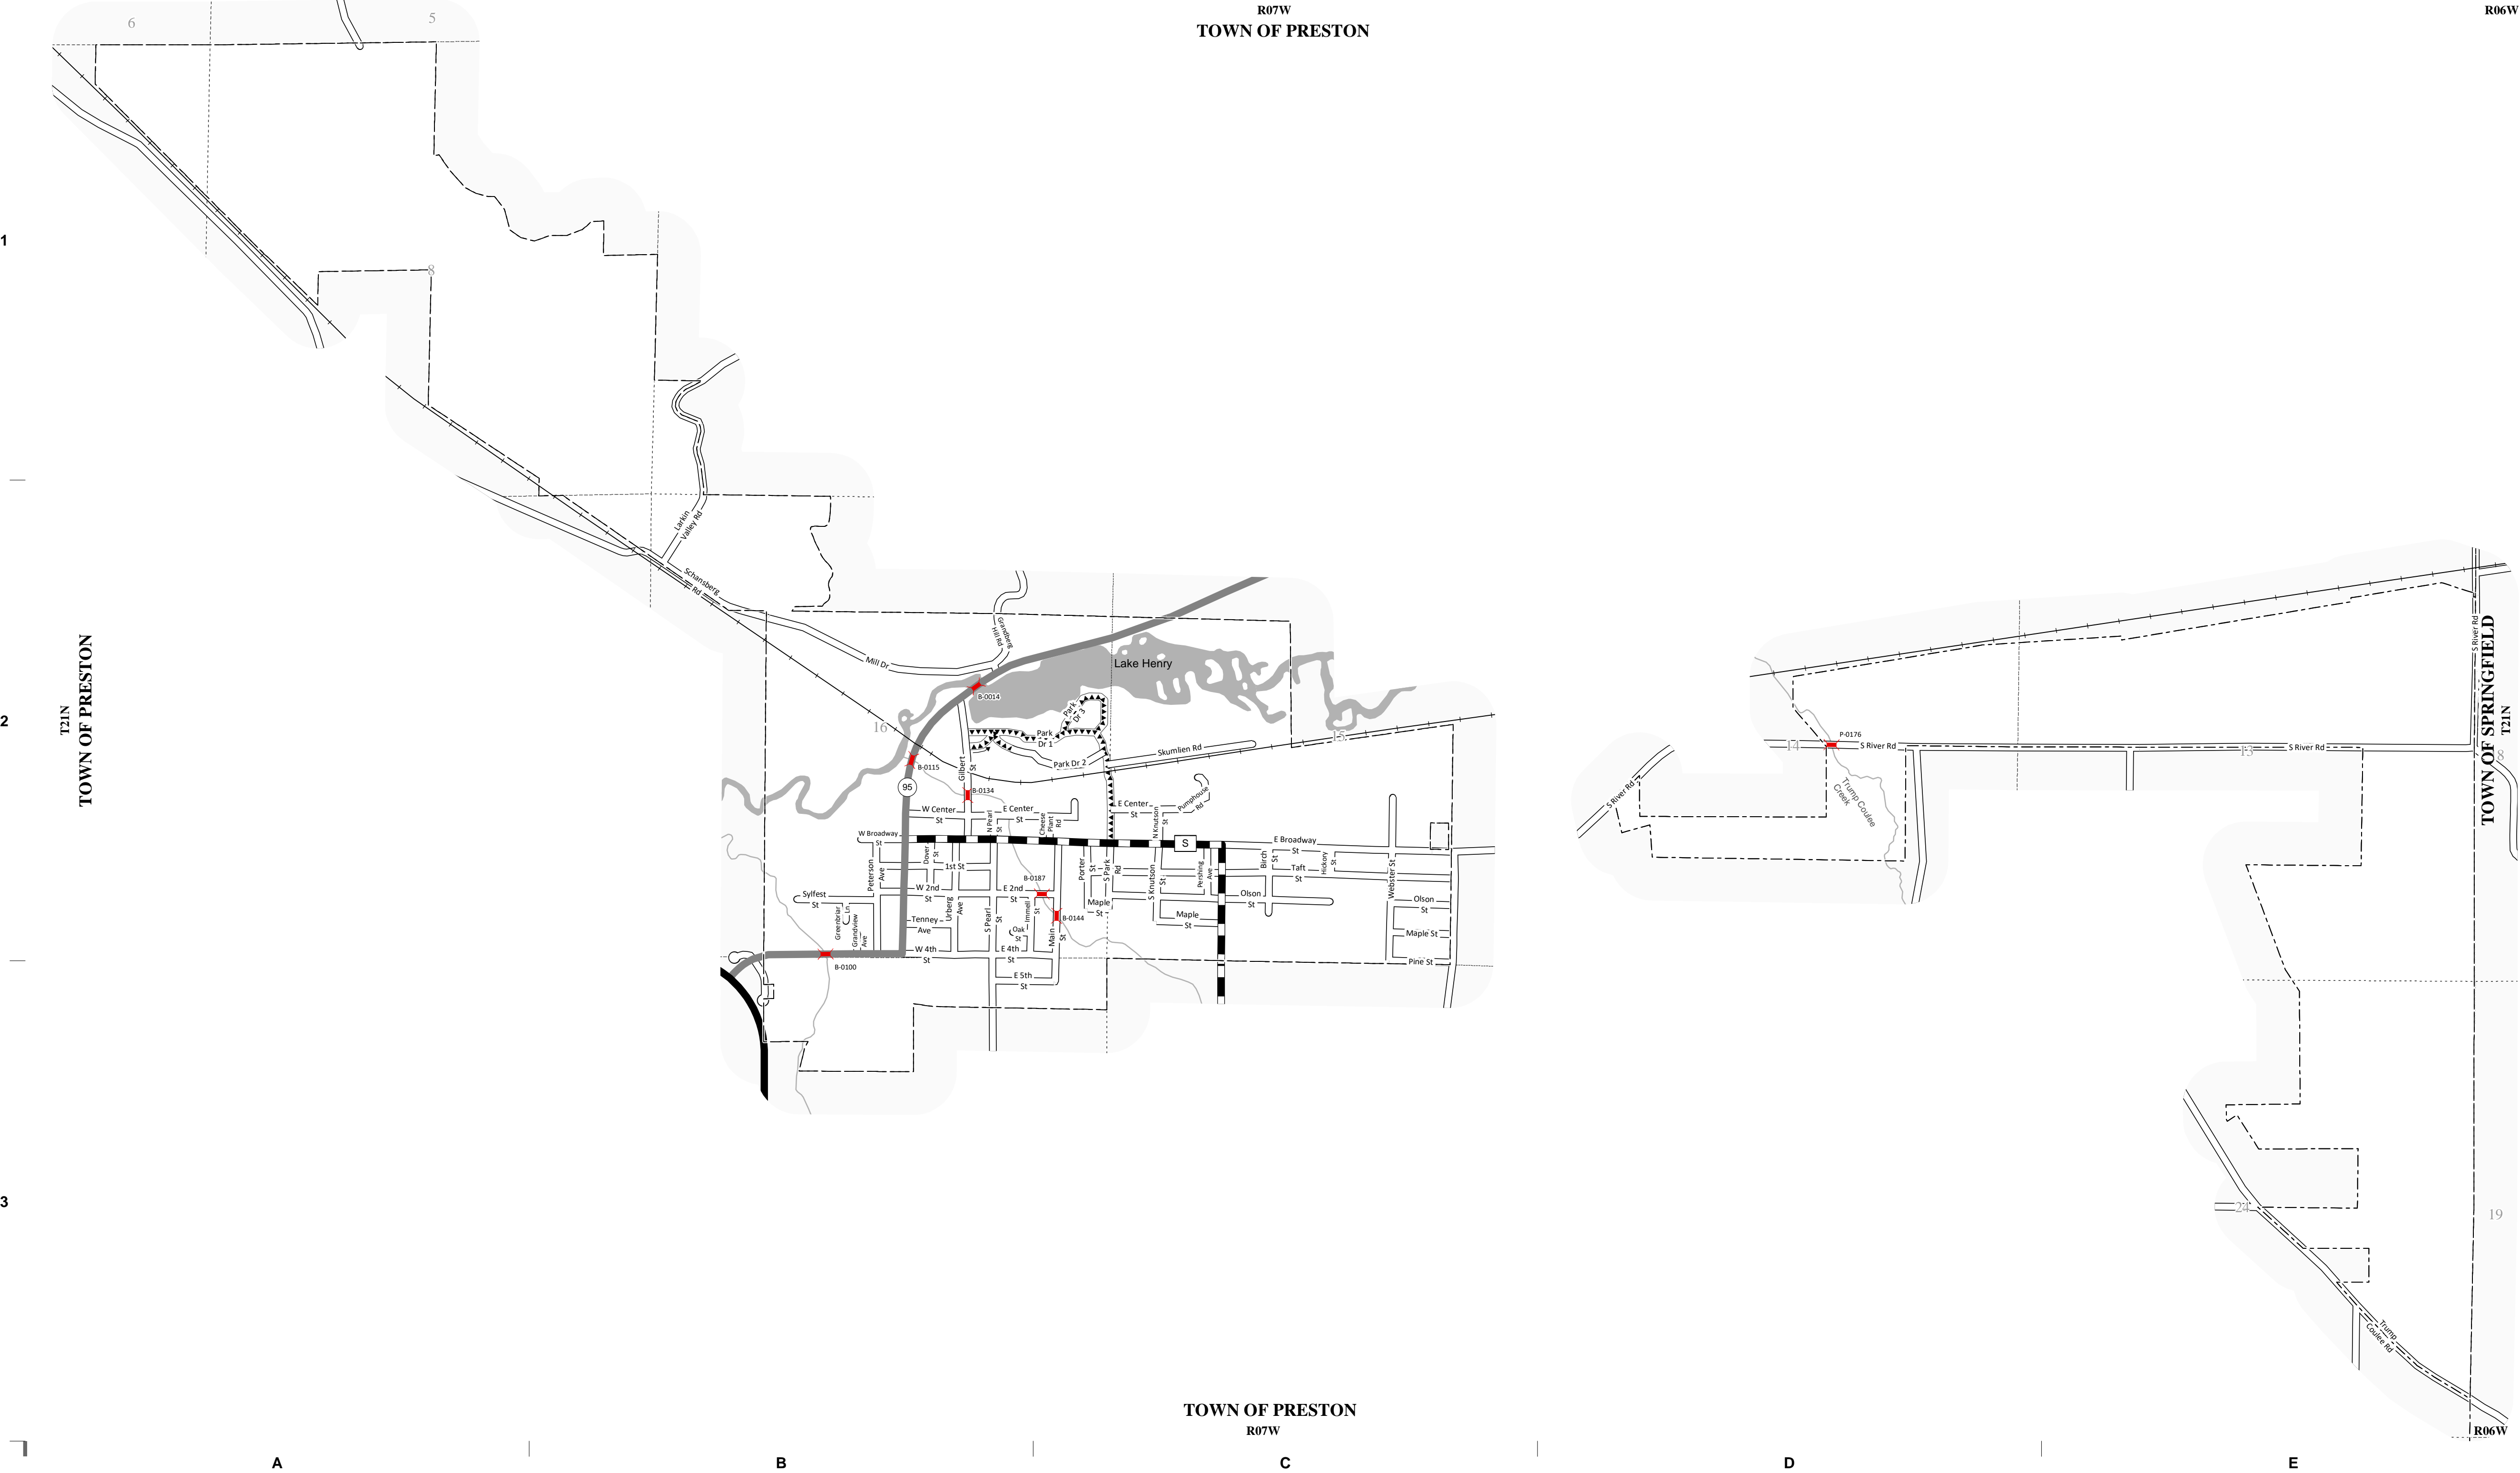 R07W
R06W
TOWN OF PRESTON
6
5
1
8
Larkin
Valley Rd
Schansberg
Rd
Grandberg
Hill Rd
Mill Dr
Lake Henry
B-0014
T21N
TOWN OF PRESTON
2
16
Park
Dr 3
Park
Dr 1
Park Dr 2
Skumlien Rd
15
B-0115
Gilbert
St
95
B-0134
W Center
St
N Pearl
St
E Center
St
Cheese
Plant
Rd
E Center
St
N Knutson
St
Pumphouse
Rd
W Broadway
St
S
E Broadway
St
Peterson
Ave
Dover
St
1st St
Porter
St
S Park
Rd
S Knutson
St
Pershing
Ave
Birch
St
Taft
St
Hickory
St
Webster St
Sylfest
St
W 2nd
St
B-0187
E 2nd
St
Maple
St
Olson
St
Olson
St
Greenbriar
Ln
Grandview
Ave
Tenney
Ave
Urberg
Ave
S Pearl
St
Immell
St
Oak
St
Main
St
B-0144
Maple
St
Maple St
W 4th
St
E 4th
St
Pine St
B-0100
E 5th
St
S River Rd
14
P-0176
S River Rd
Trump Coulee
Creek
13
S River Rd
S River Rd
TOWN OF SPRINGFIELD
T21N
18
3
24
19
Trump
Coulee Rd
TOWN OF PRESTON
R07W
R06W
A
B
C
D
E